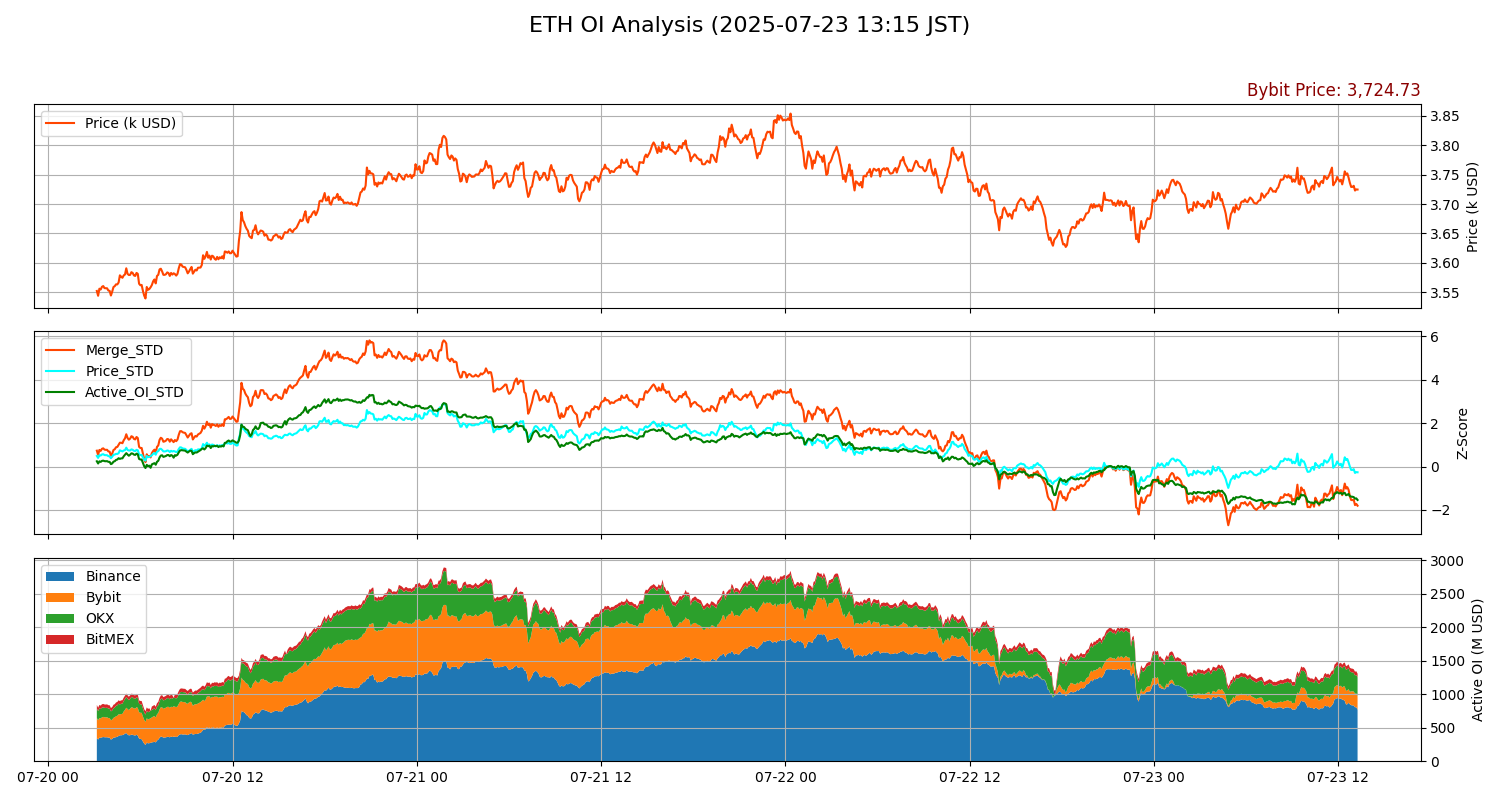 ETH OI Analysis (2025-07-23 13:15 JST)
Bybit Price: 3,724.73
Price (k USD)
3.85
3.80
3.75
3.70
3.65
3.60
3.55
Price (k USD)
Merge_STD
Price_STD
Active_OI_STD
6
4
2
0
−2
Z-Score
Binance
Bybit
OKX
BitMEX
3000
2500
2000
1500
1000
500
0
Active OI (M USD)
07-20 00
07-20 12
07-21 00
07-21 12
07-22 00
07-22 12
07-23 00
07-23 12